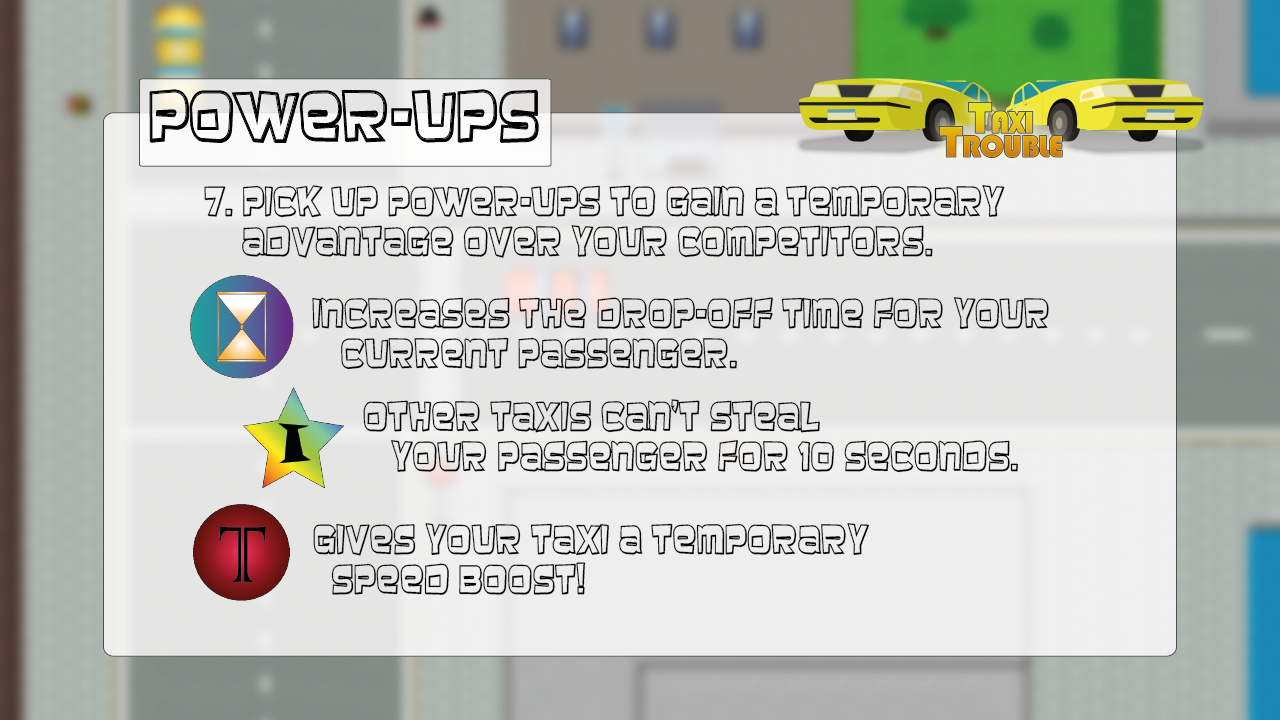 POWER-UPS
TAXI
TROUBLE
7. PICK UP POWER-UPS TO GAIN A TEMPORARY
ADVANTAGE OVER YOUR COMPETITORS.
INCREASES THE DROP-OFF TIME FOR YOUR
CURRENT PASSENGER.
I
OTHER TAXIS CAN'T STEAL
YOUR PASSENGER FOR 10 SECONDS.
T
GIVES YOUR TAXI A TEMPORARY
SPEED BOOST!